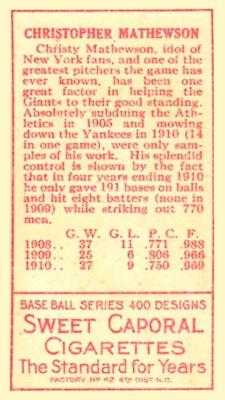 CHRISTOPHER MATHEWSON
Christy Mathewson, idol of
New York fans, and one of the
greatest pitchers the game has
ever known, has been one
great factor in helping the
Giants to their good standing.
Absolutely subduing the Ath-
letics in 1905 and mowing
down the Yankees in 1910 (14
in one game), were only sam-
ples of his work. His splendid
control is shown by the fact
that in four years ending 1910
he only gave 191 bases on balls
and hit eight batters (none in
1909) while striking out 770
men.
G. W. G. L. P. C. F.
1908.. 37 11 .771 .988
1909.. 25 6 .806 .966
1910.. 27 9 .750 .969
BASE BALL SERIES 400 DESIGNS
SWEET CAPORAL
CIGARETTES
The Standard for Years
FACTORY No 42 4TH DIST. N.C.